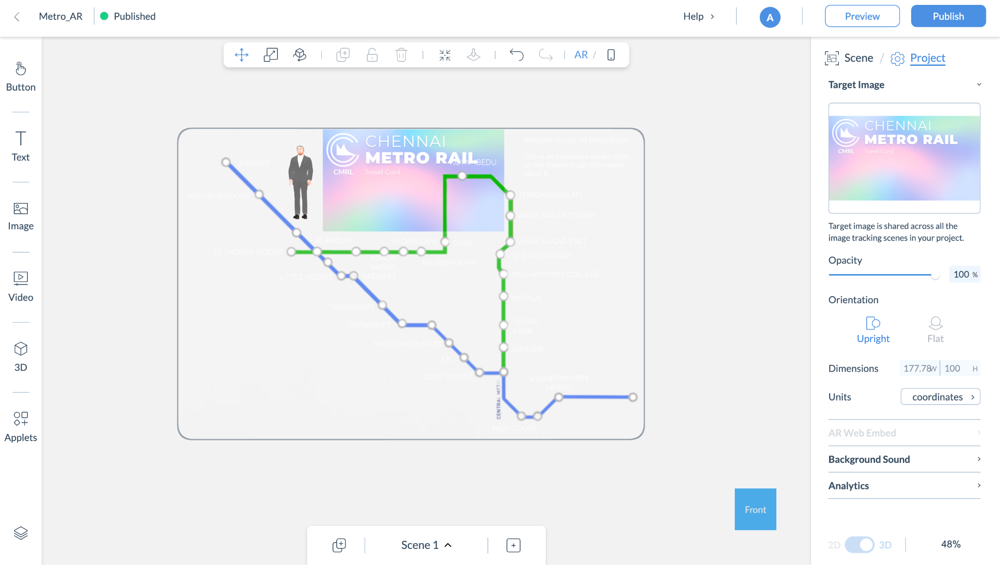 Metro_AR
Published
Help
A
Preview
Publish
AR /
Button
Text
Image
Video
3D
Applets
CHENNAI
METRO RAIL
CMRL
Travel Card
Welcome to your AR Metro Guide!
This is an interactive model. Click
on the station to get information
about it.
AIRPORT
KOYAMBEDU
MEENAMBAKKAM
THIRUMANGALAM
ANNA NAGAR TOWER
ALANDUR
VADAPALANI
CMBT
ANNA NAGAR EAST
ST THOMAS MOUNT
SHENOY NAGAR
ASHOK
NAGAR
ARUMBAKKAM
LITTLE MOUNT
SAIDAPET
PACHAIYAPPAS COLLEGE
KILPAUK
NANDANAM
TEYNAMPET
NEHRU
PARK
THOUSAND LIGHTS
EGMORE
LIC
GOVT ESTATE
WASHERMENPET
METRO
CENTRAL METR
HIGH COURT
Front
Scene 1
Scene / Project
Target Image
CHENNAI
METRO RAIL
CMRL
Travel Card
Target image is shared across all the
image tracking scenes in your project.
Opacity
100 %
Orientation
Upright
Flat
Dimensions
177.78 W
100 H
Units
coordinates
AR Web Embed
Background Sound
Analytics
2D
3D
48%